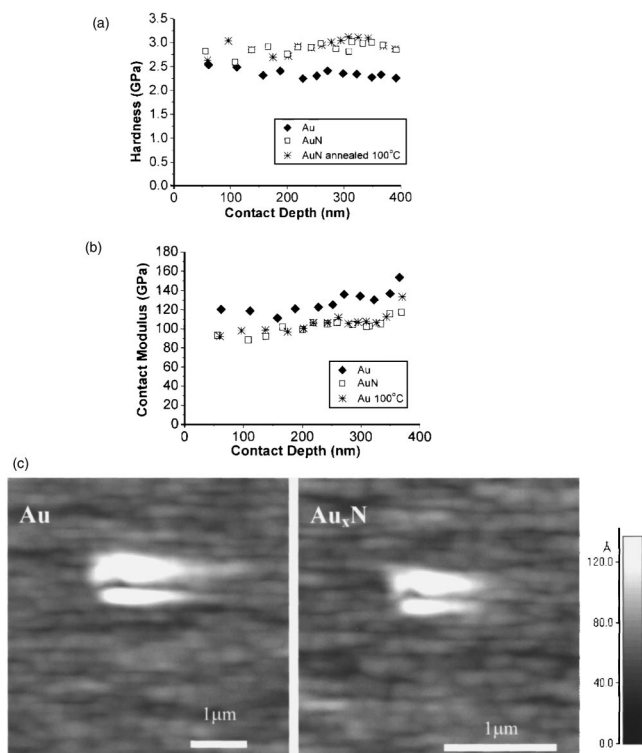 (a)
3.5
3.0
2.5
2.0
1.5
1.0
0.5
0.0
Hardness (GPa)
Au
AuN
AuN annealed 100°C
0 100 200 300 400
Contact Depth (nm)
(b)
180
160
140
120
100
80
60
40
20
0
Contact Modulus (GPa)
Au
AuN
Au 100°C
0 100 200 300 400
Contact Depth (nm)
(c)
Au
1µm
AuₓN
1µm
Å
120.0
80.0
40.0
0.0